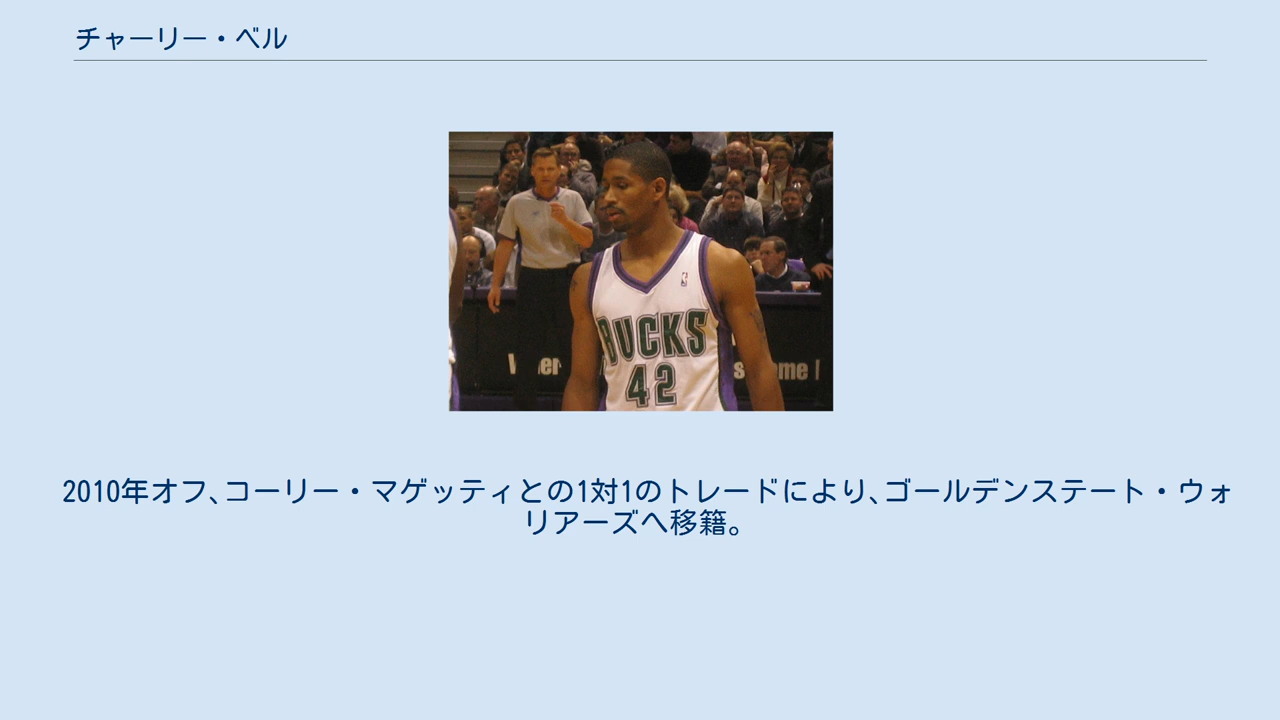 チャーリー・ベル
BUCKS
42
2010年オフ、コーリー・マゲッティとの1対1のトレードにより、ゴールデンステート・ウォ
リアーズへ移籍。